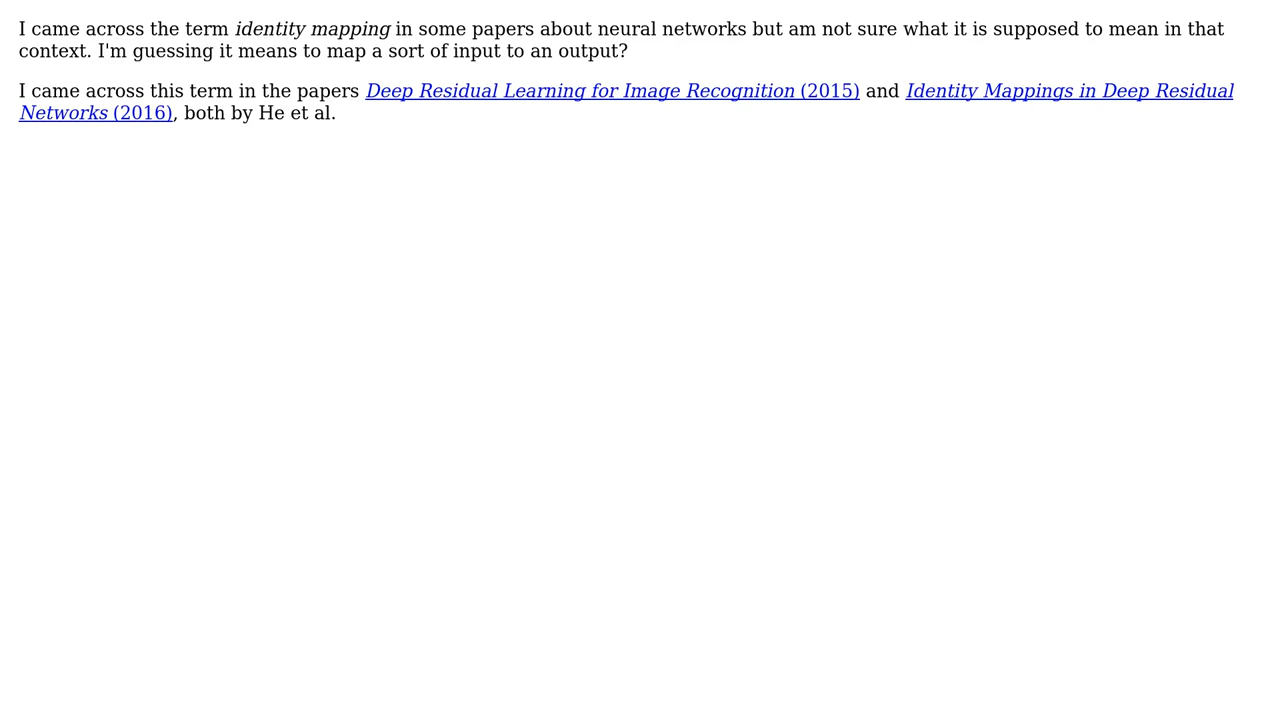 I came across the term identity mapping in some papers about neural networks but am not sure what it is supposed to mean in that
context. I'm guessing it means to map a sort of input to an output?
I came across this term in the papers Deep Residual Learning for Image Recognition (2015) and Identity Mappings in Deep Residual
Networks (2016), both by He et al.